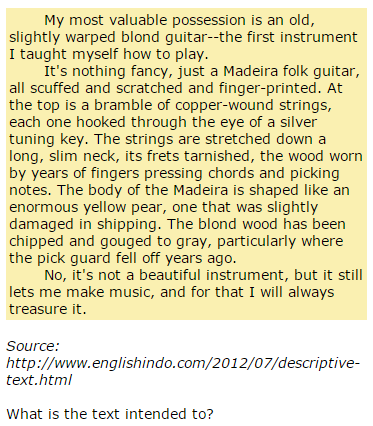 My most valuable possession is an old,
slightly warped blond guitar--the first instrument
I taught myself how to play.
It's nothing fancy, just a Madeira folk guitar,
all scuffed and scratched and finger-printed. At
the top is a bramble of copper-wound strings,
each one hooked through the eye of a silver
tuning key. The strings are stretched down a
long, slim neck, its frets tarnished, the wood worn
by years of fingers pressing chords and picking
notes. The body of the Madeira is shaped like an
enormous yellow pear, one that was slightly
damaged in shipping. The blond wood has been
chipped and gouged to gray, particularly where
the pick guard fell off years ago.
No, it's not a beautiful instrument, but it still
lets me make music, and for that I will always
treasure it.
Source:
http://www.englishindo.com/2012/07/descriptive-
text.html
What is the text intended to?